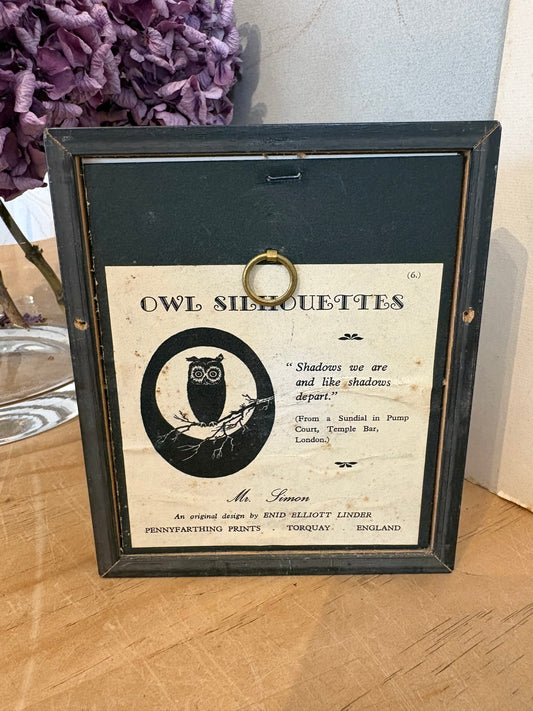 (6.)
OWL SILHOUETTES
"Shadows we are
and like shadows
depart."
(From a Sundial in Pump
Court, Temple Bar,
London.)
Mr. Simon
An original design by ENID ELLIOTT LINDER
PENNYFARTHING PRINTS . TORQUAY . ENGLAND